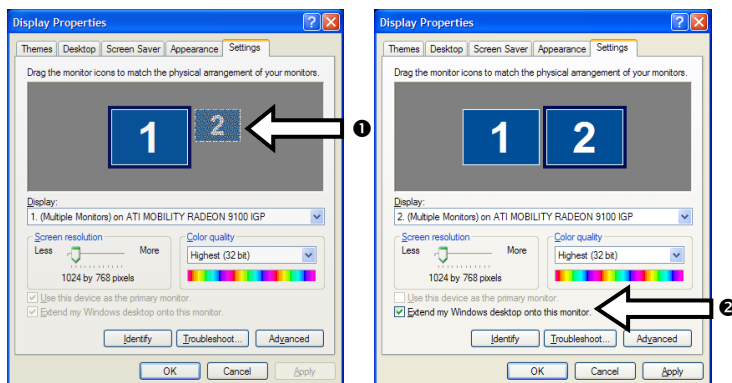 Display Properties
Themes Desktop Screen Saver Appearance Settings
Drag the monitor icons to match the physical arrangement of your monitors.
1 2
❶
Display:
1. (Multiple Monitors) on ATI MOBILITY RADEON 9100 IGP
Screen resolution
Less More
1024 by 768 pixels
Color quality
Highest (32 bit)
Use this device as the primary monitor.
Extend my Windows desktop onto this monitor.
Identify Troubleshoot... Advanced
OK Cancel Apply
Display Properties
Themes Desktop Screen Saver Appearance Settings
Drag the monitor icons to match the physical arrangement of your monitors.
1 2
Display:
2. (Multiple Monitors) on ATI MOBILITY RADEON 9100 IGP
Screen resolution
Less More
1024 by 768 pixels
Color quality
Highest (32 bit)
Use this device as the primary monitor.
Extend my Windows desktop onto this monitor.
❷
Identify Troubleshoot... Advanced
OK Cancel Apply